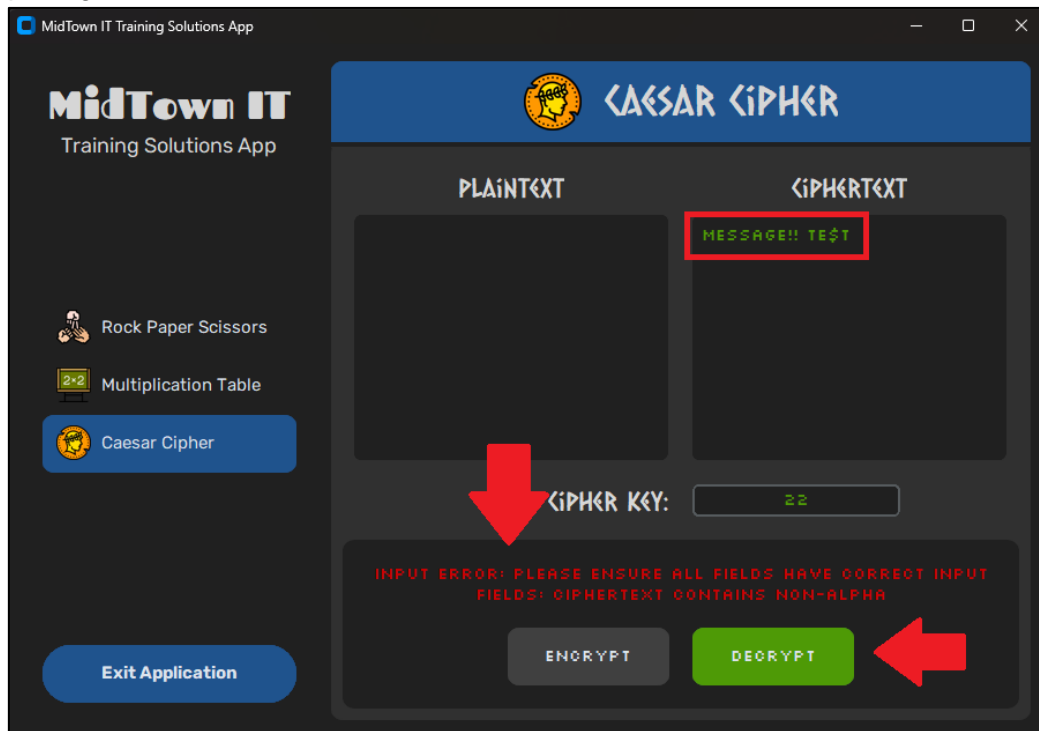 MidTown IT Training Solutions App
MidTown IT
Training Solutions App
CAESAR CiPHER
PLAiNTEXT
CiPHERTEXT
MESSAGE!! TE$T
Rock Paper Scissors
2×2
Multiplication Table
Caesar Cipher
CiPHER KEY:
22
INPUT ERROR: PLEASE ENSURE ALL FIELDS HAVE CORRECT INPUT
FIELDS: CIPHERTEXT CONTAINS NON-ALPHA
ENCRYPT
DECRYPT
Exit Application